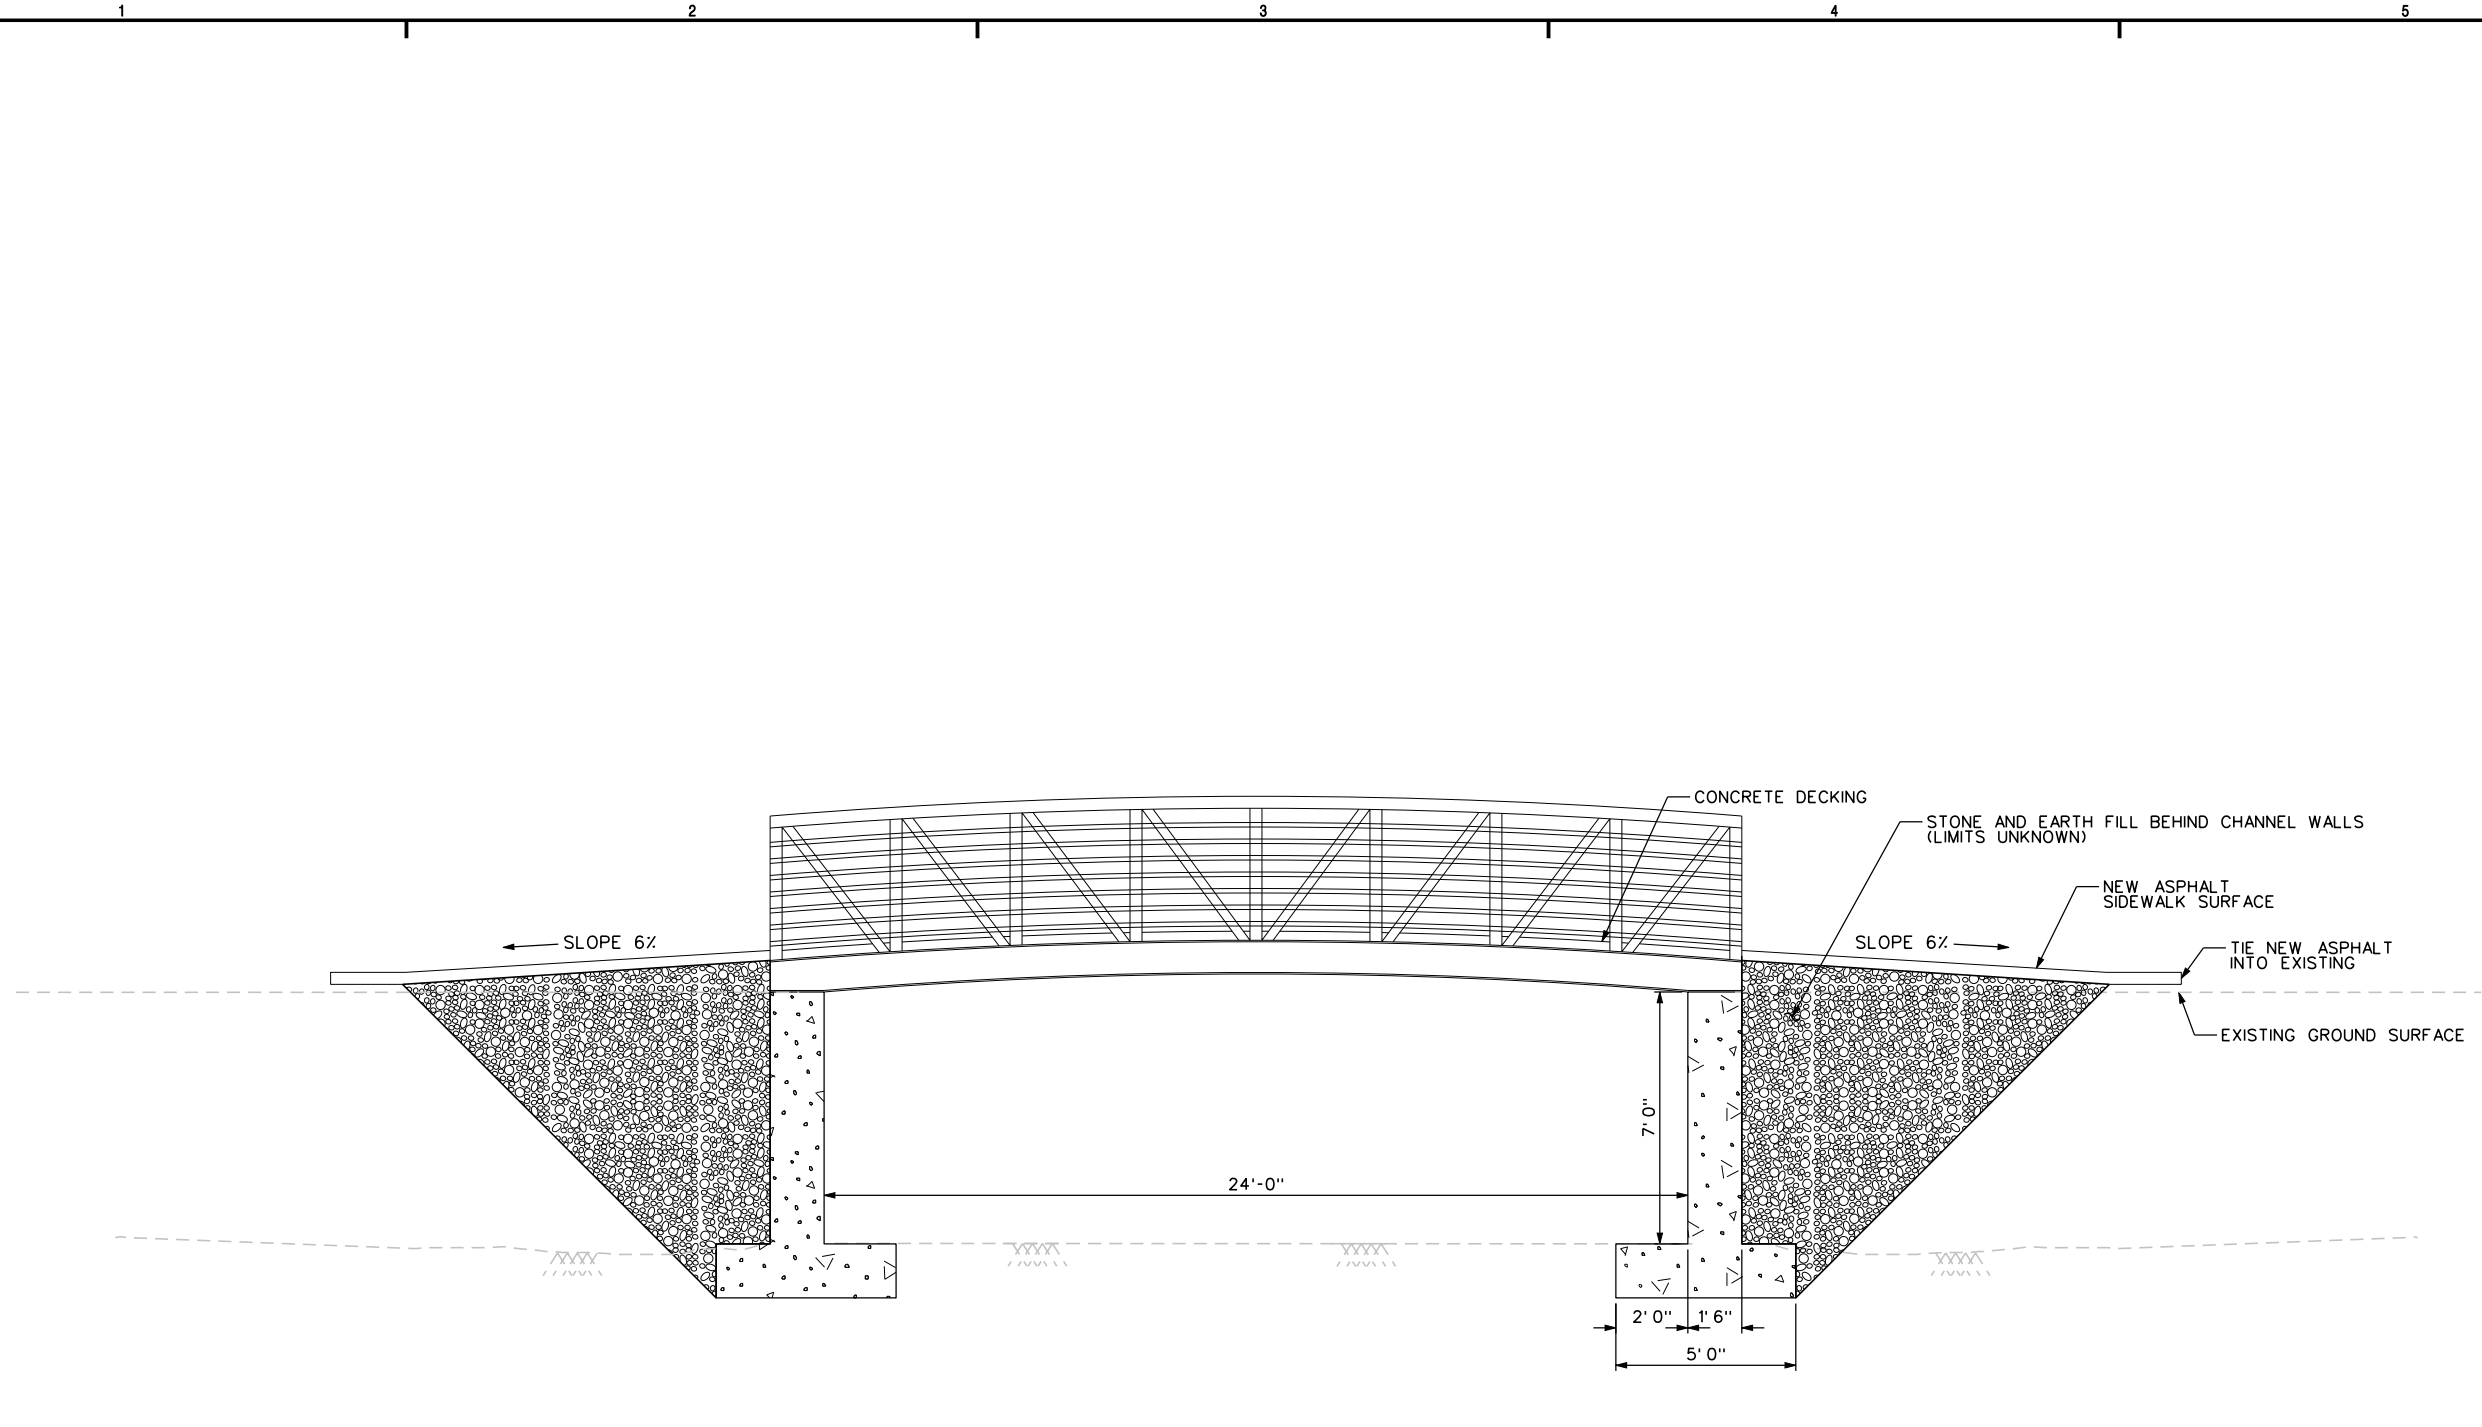 1 2 3 4 5
CONCRETE DECKING
STONE AND EARTH FILL BEHIND CHANNEL WALLS
(LIMITS UNKNOWN)
NEW ASPHALT
SIDEWALK SURFACE
SLOPE 6%
SLOPE 6%
TIE NEW ASPHALT
INTO EXISTING
EXISTING GROUND SURFACE
7' 0"
24'-0"
2' 0" 1' 6"
5' 0"